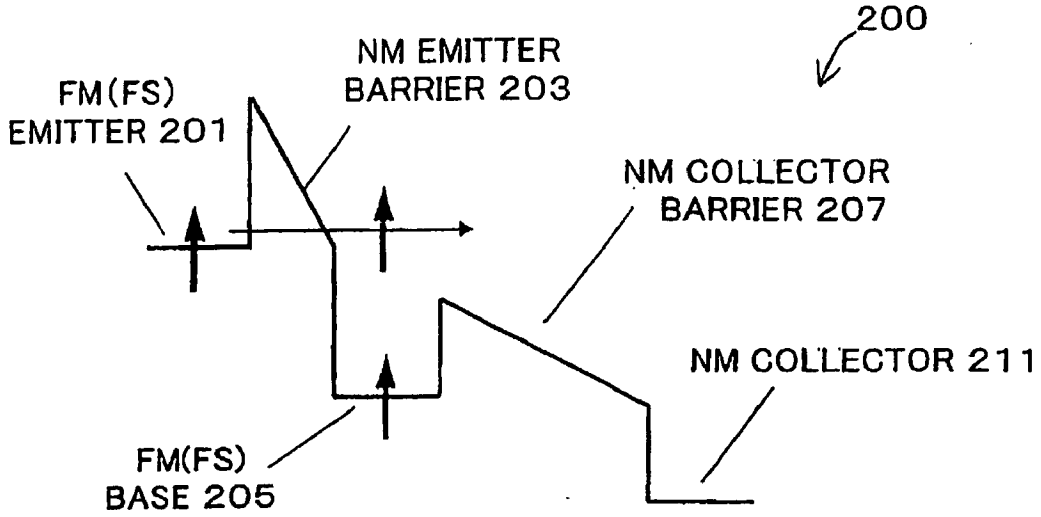 200
NM EMITTER
BARRIER 203
FM(FS)
EMITTER 201
NM COLLECTOR
BARRIER 207
NM COLLECTOR 211
FM(FS)
BASE 205